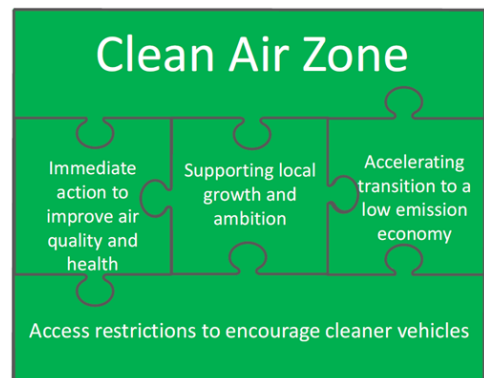 Clean Air Zone
Immediate
action to
improve air
quality and
health
Supporting local
growth and
ambition
Accelerating
transition to a
low emission
economy
Access restrictions to encourage cleaner vehicles